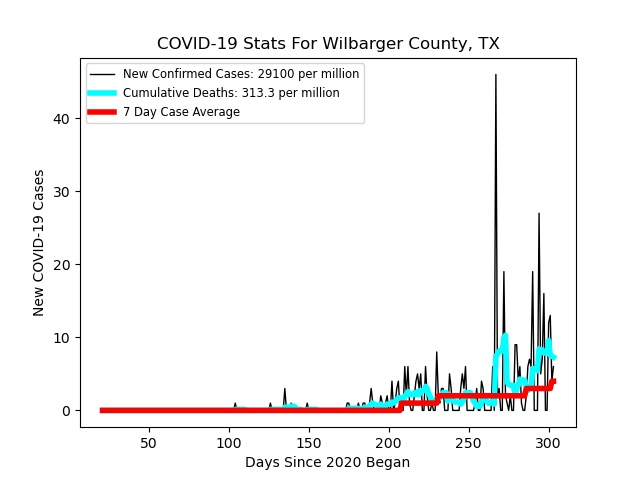 COVID-19 Stats For Wilbarger County, TX
New Confirmed Cases: 29100 per million
Cumulative Deaths: 313.3 per million
7 Day Case Average
New COVID-19 Cases
40
30
20
10
0
50 100 150 200 250 300
Days Since 2020 Began